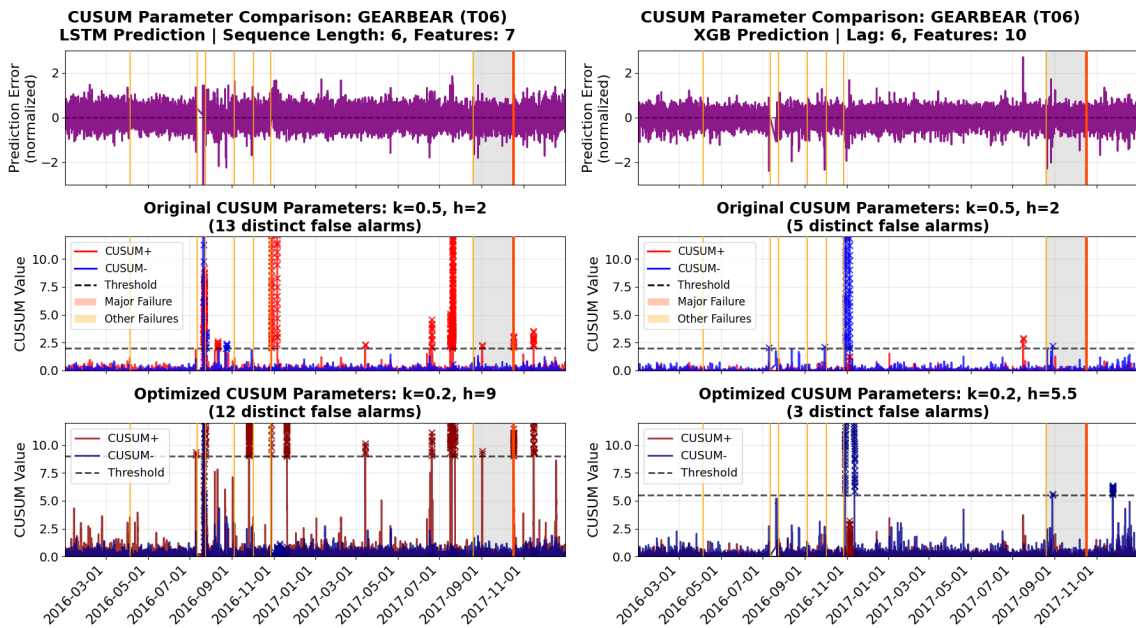 CUSUM Parameter Comparison: GEARBEAR (T06)
LSTM Prediction | Sequence Length: 6, Features: 7
Prediction Error
(normalized)
2
0
−2
2016-03-01
2016-05-01
2016-07-01
2016-09-01
2016-11-01
2017-01-01
2017-03-01
2017-05-01
2017-07-01
2017-09-01
2017-11-01
Original CUSUM Parameters: k=0.5, h=2
(13 distinct false alarms)
CUSUM Value
10.0
7.5
5.0
2.5
0.0
CUSUM+
CUSUM-
Threshold
Major Failure
Other Failures
Optimized CUSUM Parameters: k=0.2, h=9
(12 distinct false alarms)
CUSUM Value
10.0
7.5
5.0
2.5
0.0
CUSUM+
CUSUM-
Threshold
CUSUM Parameter Comparison: GEARBEAR (T06)
XGB Prediction | Lag: 6, Features: 10
Prediction Error
(normalized)
2
0
−2
Original CUSUM Parameters: k=0.5, h=2
(5 distinct false alarms)
CUSUM Value
10.0
7.5
5.0
2.5
0.0
CUSUM+
CUSUM-
Threshold
Major Failure
Other Failures
Optimized CUSUM Parameters: k=0.2, h=5.5
(3 distinct false alarms)
CUSUM Value
10.0
7.5
5.0
2.5
0.0
CUSUM+
CUSUM-
Threshold
2016-03-01
2016-05-01
2016-07-01
2016-09-01
2016-11-01
2017-01-01
2017-03-01
2017-05-01
2017-07-01
2017-09-01
2017-11-01